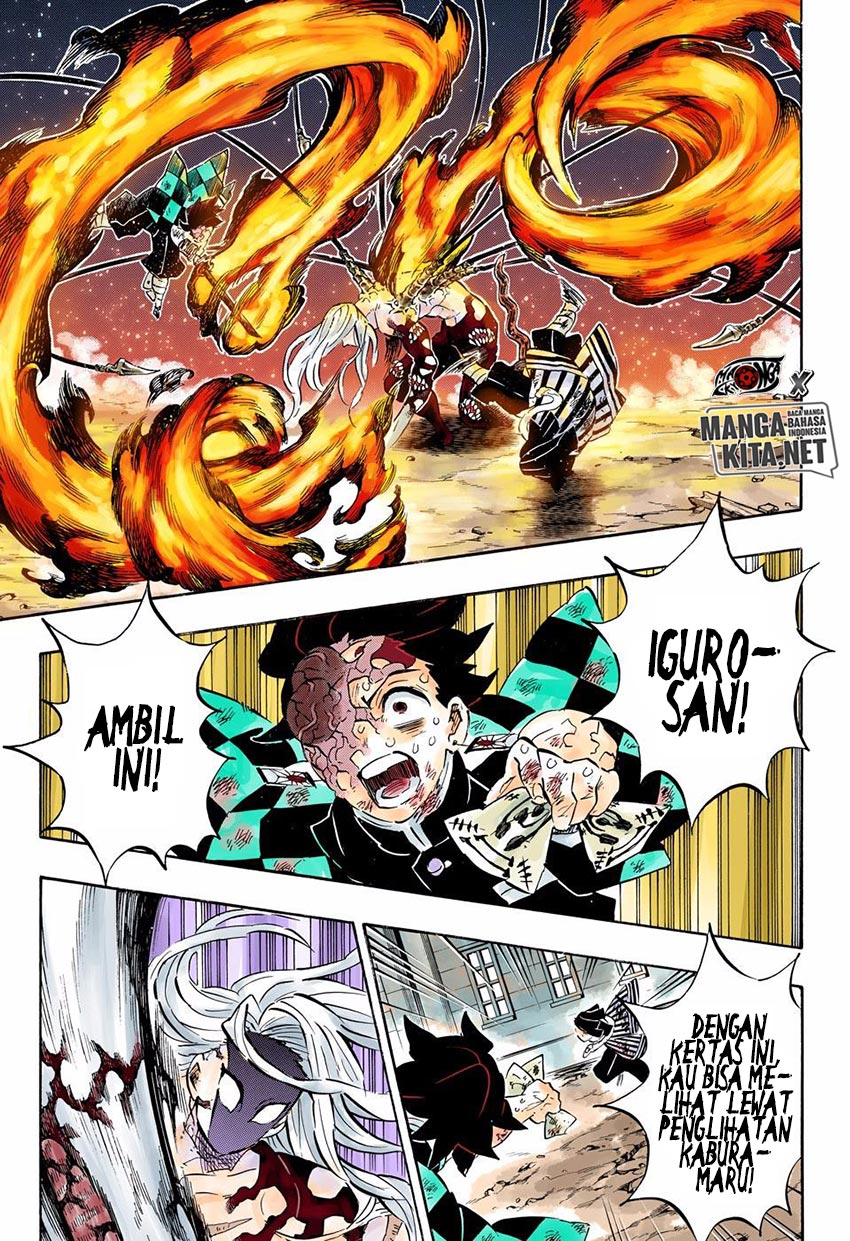 MANGA
KITA.NET
BACA MANGA
BAHASA
INDONESIA
IGURO-
SAN!
AMBIL
INI!
DENGAN
KERTAS INI,
KAU BISA ME-
LIHAT LEWAT
PENGLIHATAN
KABURA-
MARU!